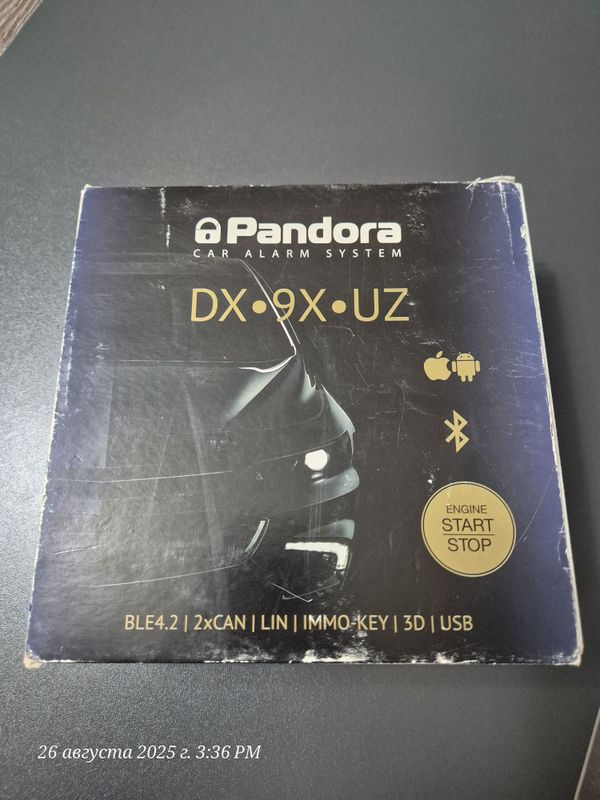 Pandora
CAR ALARM SYSTEM
DX•9X•UZ
ENGINE
START
STOP
BLE4.2 | 2xCAN | LIN | IMMO-KEY | 3D | USB
26 августа 2025 г. 3:36 PM